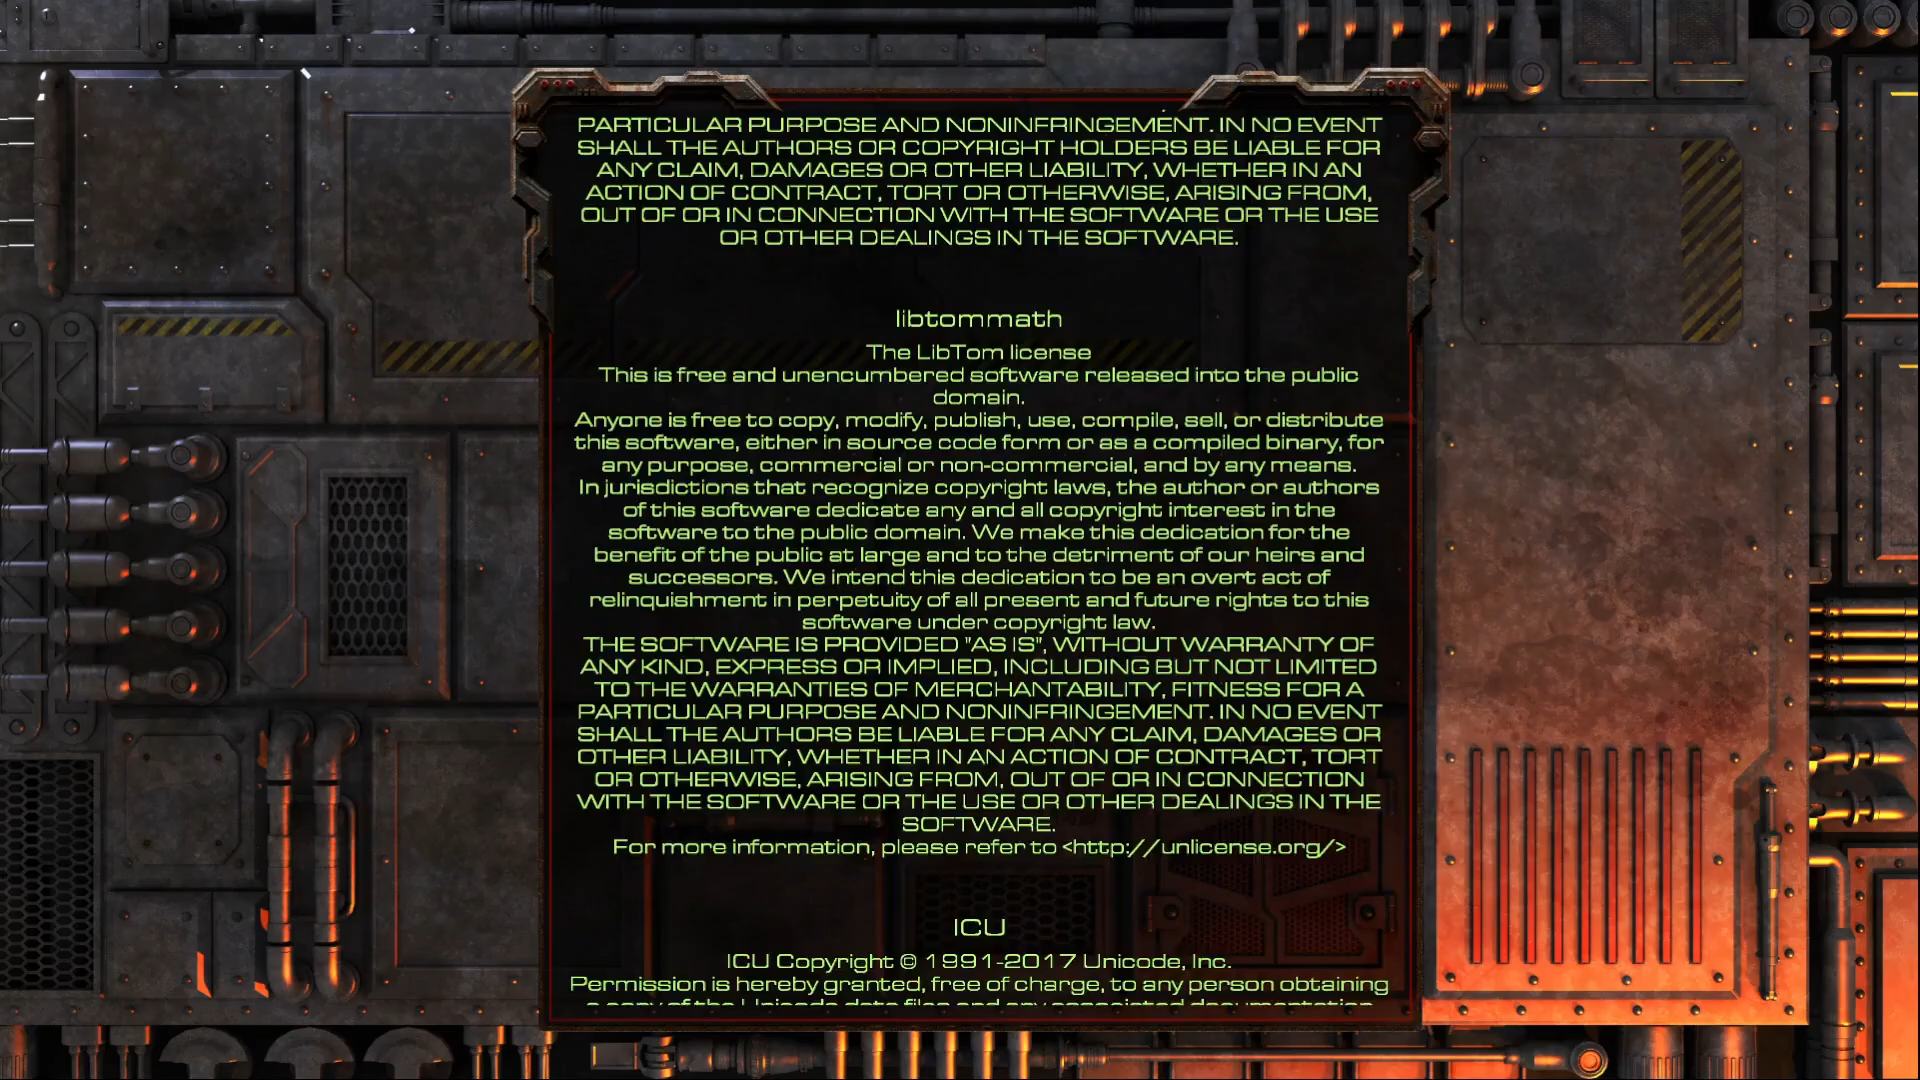 PARTICULAR PURPOSE AND NONINFRINGEMENT. IN NO EVENT
SHALL THE AUTHORS OR COPYRIGHT HOLDERS BE LIABLE FOR
ANY CLAIM, DAMAGES OR OTHER LIABILITY, WHETHER IN AN
ACTION OF CONTRACT, TORT OR OTHERWISE, ARISING FROM,
OUT OF OR IN CONNECTION WITH THE SOFTWARE OR THE USE
OR OTHER DEALINGS IN THE SOFTWARE.
libtommath
The LibTom license
This is free and unencumbered software released into the public
domain.
Anyone is free to copy, modify, publish, use, compile, sell, or distribute
this software, either in source code form or as a compiled binary, for
any purpose, commercial or non-commercial, and by any means.
In jurisdictions that recognize copyright laws, the author or authors
of this software dedicate any and all copyright interest in the
software to the public domain. We make this dedication for the
benefit of the public at large and to the detriment of our heirs and
successors. We intend this dedication to be an overt act of
relinquishment in perpetuity of all present and future rights to this
software under copyright law.
THE SOFTWARE IS PROVIDED "AS IS", WITHOUT WARRANTY OF
ANY KIND, EXPRESS OR IMPLIED, INCLUDING BUT NOT LIMITED
TO THE WARRANTIES OF MERCHANTABILITY, FITNESS FOR A
PARTICULAR PURPOSE AND NONINFRINGEMENT. IN NO EVENT
SHALL THE AUTHORS BE LIABLE FOR ANY CLAIM, DAMAGES OR
OTHER LIABILITY, WHETHER IN AN ACTION OF CONTRACT, TORT
OR OTHERWISE, ARISING FROM, OUT OF OR IN CONNECTION
WITH THE SOFTWARE OR THE USE OR OTHER DEALINGS IN THE
SOFTWARE.
For more information, please refer to <http://unlicense.org/>
ICU
ICU Copyright © 1991-2017 Unicode, Inc.
Permission is hereby granted, free of charge, to any person obtaining
a copy of the Unicode data files and any associated documentation